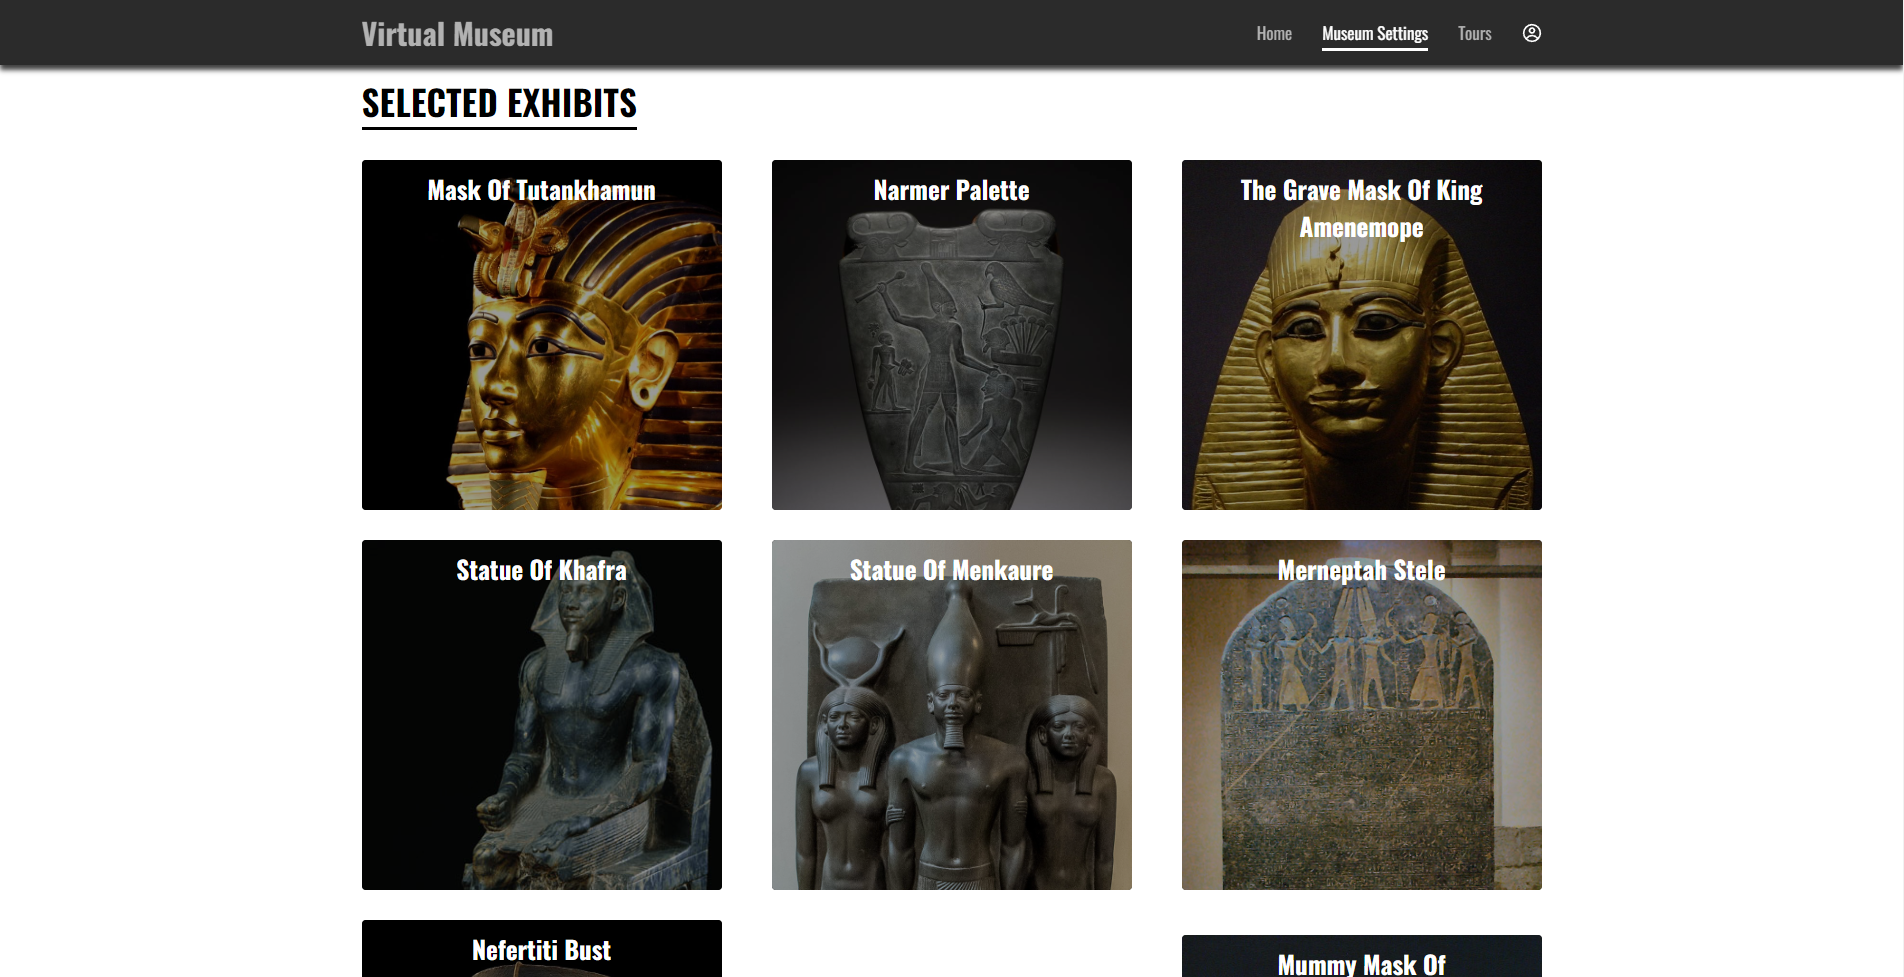 Virtual Museum
Home
Museum Settings
Tours
SELECTED EXHIBITS
Mask Of Tutankhamun
Narmer Palette
The Grave Mask Of King
Amenemope
Statue Of Khafra
Statue Of Menkaure
Merneptah Stele
Nefertiti Bust
Mummy Mask Of